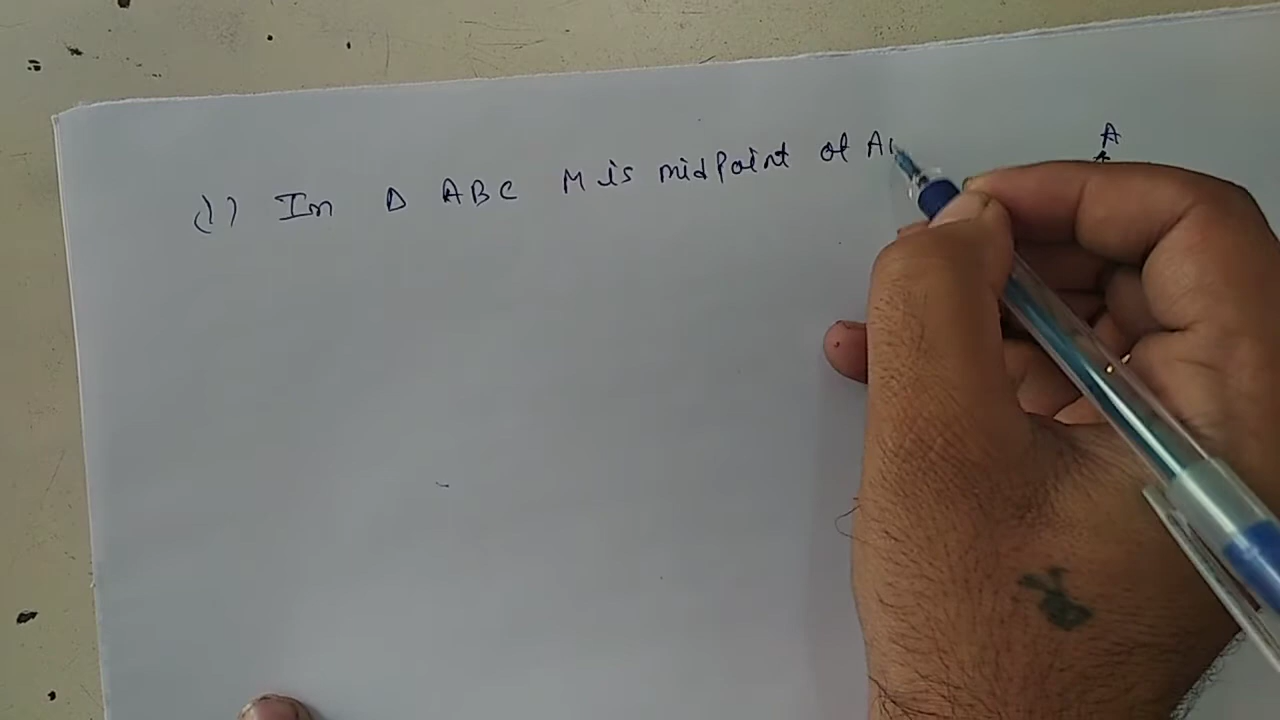 (1) In Δ ABC M is midpoint of A
A